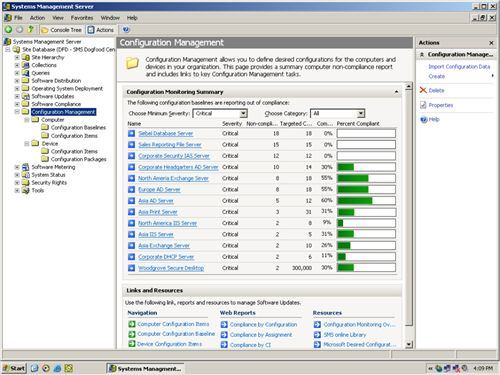 Systems Management Server
File Action View Favorites Window Help
Console Tree Actions
Systems Management Server
Site Database (DFD - SMS Dogfood Cen
Site Hierarchy
Collections
Queries
Software Distribution
Operating System Deployment
Software Updates
Software Compliance
Configuration Management
Computer
Configuration Baselines
Configuration Items
Device
Configuration Items
Configuration Packages
Software Metering
System Status
Security Rights
Tools
Configuration Management
Configuration Management allows you to define desired configurations for the computers and
devices in your organization. This page provides a summary computer non-compliance report
and includes links to key Configuration Management tasks.
Configuration Monitoring Summary
The following configuration baselines are reporting out of compliance:
Choose Minimum Severity: Critical Choose Category: All
Name Severity Non-compli... Targeted C... Com... Percent Compliant
Siebel Database Server Critical 18 18 0%
Sales Reporting File Server Critical 15 15 0%
Corporate Security IAS Server Critical 12 12 0%
Corporate Headquarters AD Server Critical 10 14 30%
North America Exchange Sever Critical 8 18 55%
Europe AD Server Critical 8 18 55%
Asia AD Server Critical 5 12 60%
Asia Print Server Critical 3 31 31%
North America IIS Server Critical 2 8 9%
Asia IIS Server Critical 2 5 31%
Asia Exchange Server Critical 2 10 26%
Corporate DHCP Server Critical 2 6 11%
Woodgrove Secure Desktop Critical 2 300,000 30%
Links and Resources
Use the following link, reports and resources to manage Software Updates.
Navigation Web Reports Resources
Computer Configuration Items Compliance by Configuration Configuration Monitoring Ov...
Computer Configuration Baseline Compliance by Assignment SMS online Library
Device Configuration Items Compliance by CI Microsoft Desired Configurat...
Actions
Configuration Manage...
Import Configuration Data
Create
Delete
Properties
Help
Start Systems Managment... 4:09 PM